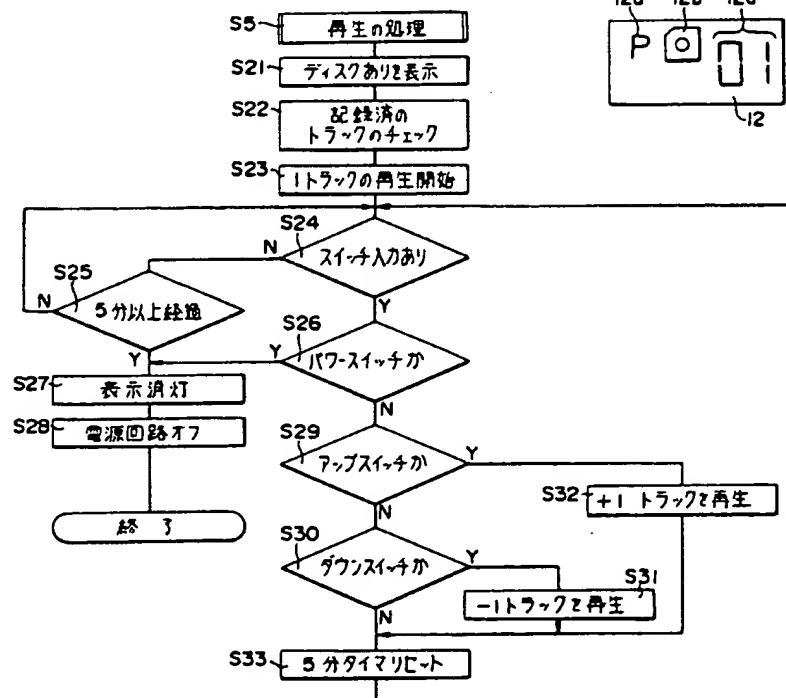 S5
再生の処理
S21
ディスクありを表示
S22
記録済の
トラックのチェック
S23
1トラックの再生開始
S24
スイッチ入力あり
N
Y
S25
5分以上経過
N
Y
S26
パワースイッチか
Y
N
S27
表示消灯
S28
電源回路オフ
終了
S29
アップスイッチか
Y
N
S32
+1 トラックを再生
S30
ダウンスイッチか
Y
N
S31
-1トラックを再生
S33
5分タイマリセット
P
12